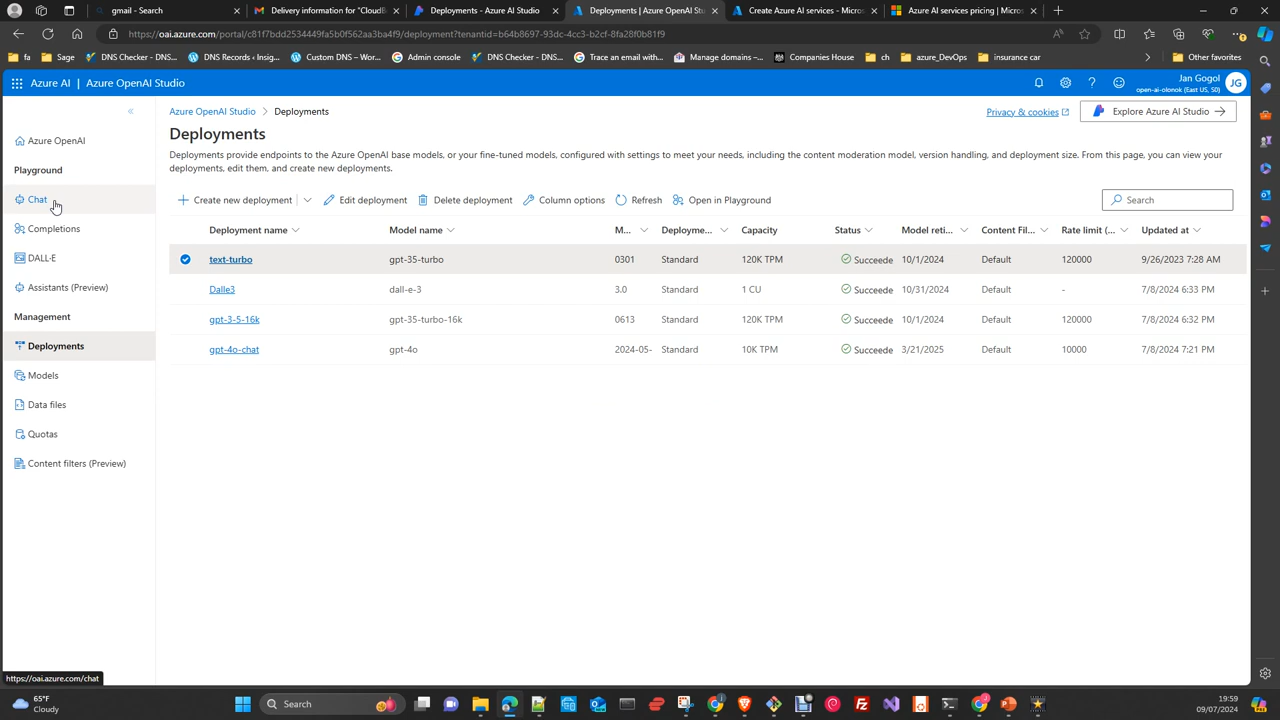 gmail - Search
Delivery information for "CloudB
Deployments - Azure AI Studio
Deployments | Azure OpenAI Stu
Create Azure AI services - Micros
Azure AI services pricing | Micros
https://oai.azure.com/portal/c81f7bdd2534449fa5b0f562aa3ba4f9/deployment?tenantid=b64b8697-93dc-4cc3-b2cf-8fa28f0b81f9
fa
Sage
DNS Checker - DNS...
DNS Records ‹ Insig...
Custom DNS – Wor...
Admin console
DNS Checker - DNS...
Trace an email with...
Manage domains –...
Companies House
ch
azure_DevOps
insurance car
Other favorites
Azure AI | Azure OpenAI Studio
Jan Gogol
open-ai-olonok (East US, S0)
JG
Azure OpenAI
Playground
Chat
Completions
DALL-E
Assistants (Preview)
Management
Deployments
Models
Data files
Quotas
Content filters (Preview)
Azure OpenAI Studio > Deployments
Privacy & cookies
Explore Azure AI Studio
Deployments
Deployments provide endpoints to the Azure OpenAI base models, or your fine-tuned models, configured with settings to meet your needs, including the content moderation model, version handling, and deployment size. From this page, you can view your
deployments, edit them, and create new deployments.
Create new deployment
Edit deployment
Delete deployment
Column options
Refresh
Open in Playground
Search
Deployment name Model name M... Deployme... Capacity Status Model reti... Content Fil... Rate limit (... Updated at
text-turbo gpt-35-turbo 0301 Standard 120K TPM Succeede 10/1/2024 Default 120000 9/26/2023 7:28 AM
Dalle3 dall-e-3 3.0 Standard 1 CU Succeede 10/31/2024 Default - 7/8/2024 6:33 PM
gpt-3-5-16k gpt-35-turbo-16k 0613 Standard 120K TPM Succeede 10/1/2024 Default 120000 7/8/2024 6:32 PM
gpt-4o-chat gpt-4o 2024-05- Standard 10K TPM Succeede 3/21/2025 Default 10000 7/8/2024 7:21 PM
https://oai.azure.com/chat
65°F
Cloudy
Search
19:59
09/07/2024